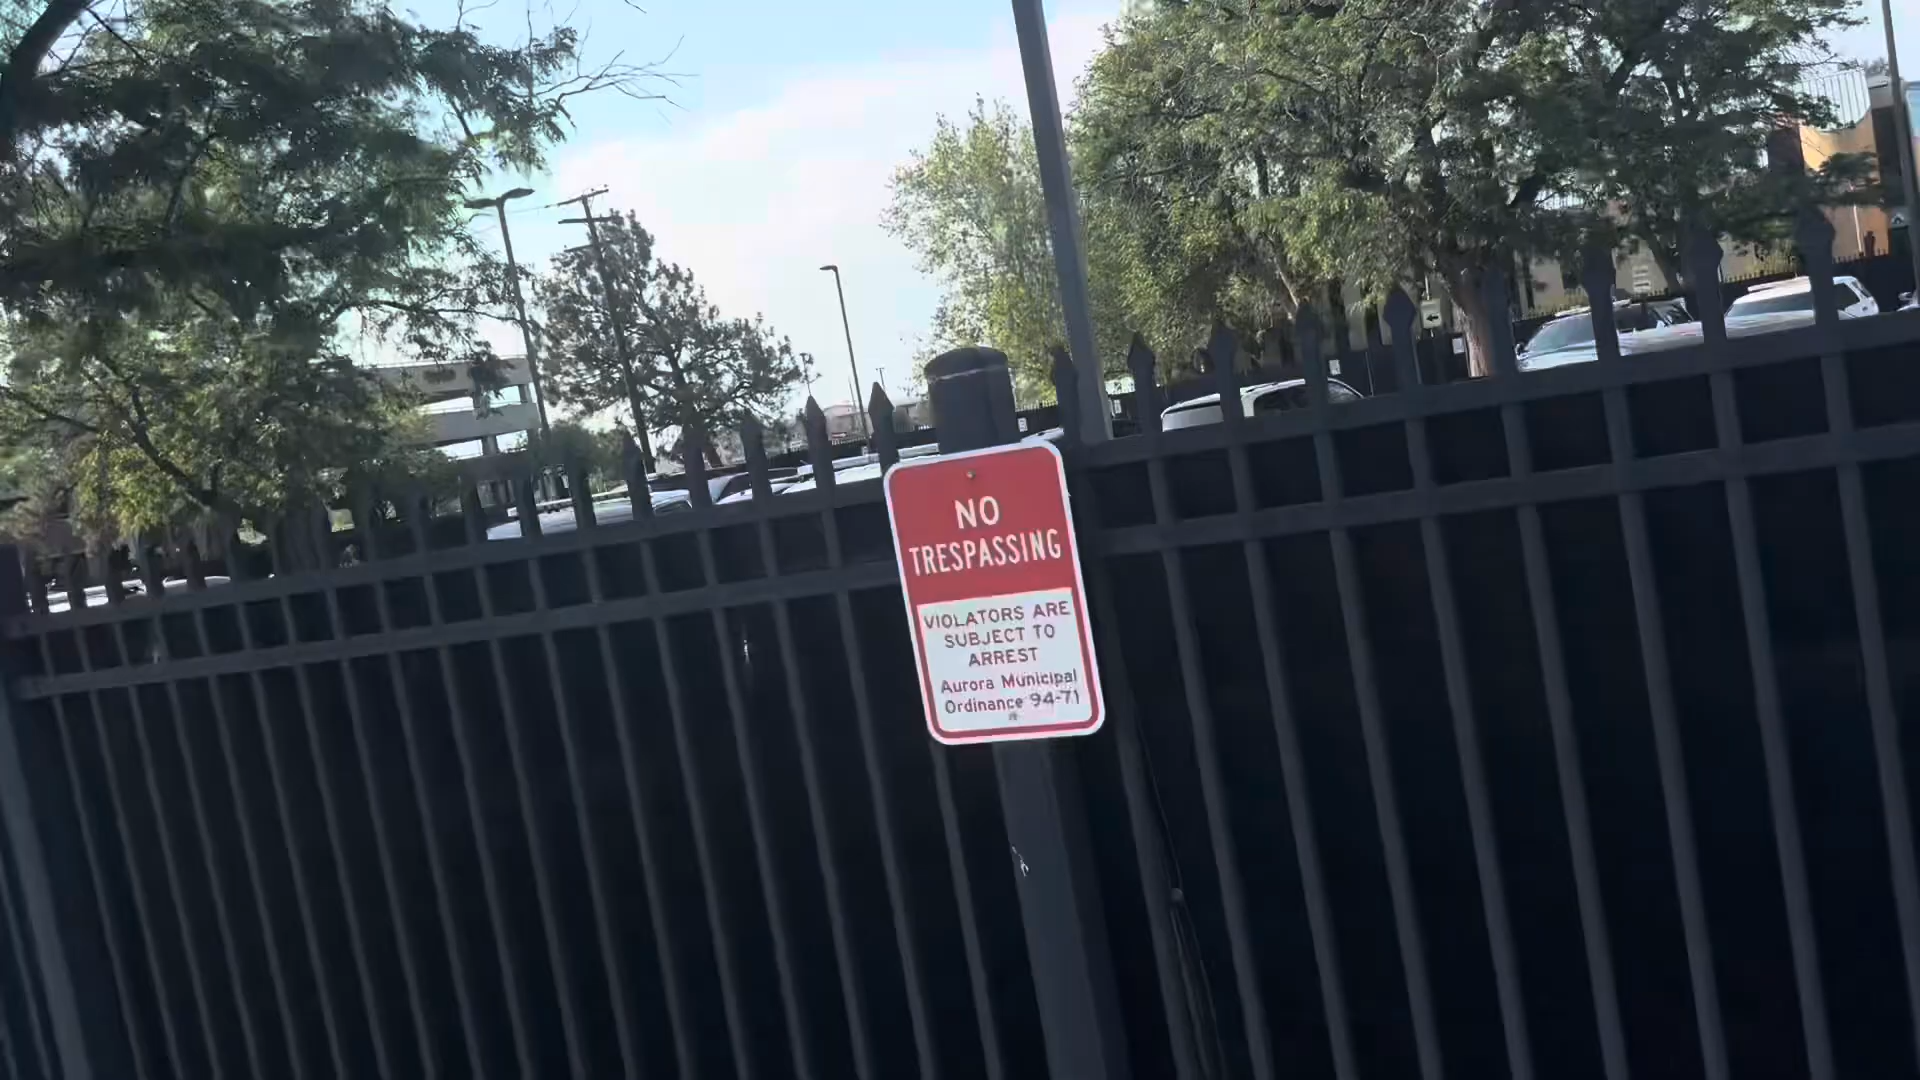 NO
TRESPASSING
VIOLATORS ARE
SUBJECT TO
ARREST
Aurora Municipal
Ordinance 94-71